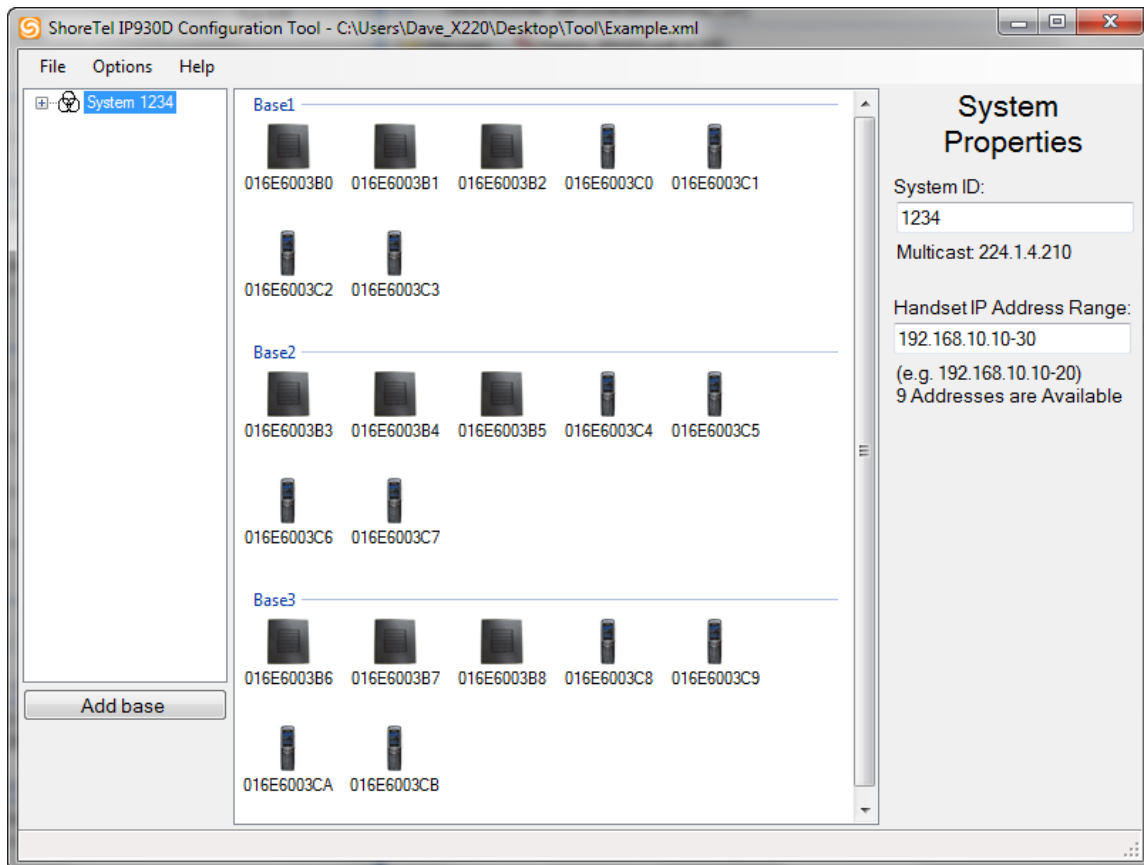 ShoreTel IP930D Configuration Tool - C:\Users\Dave_X220\Desktop\Tool\Example.xml
File Options Help
System 1234
Add base
Base1
016E6003B0 016E6003B1 016E6003B2 016E6003C0 016E6003C1
016E6003C2 016E6003C3
Base2
016E6003B3 016E6003B4 016E6003B5 016E6003C4 016E6003C5
016E6003C6 016E6003C7
Base3
016E6003B6 016E6003B7 016E6003B8 016E6003C8 016E6003C9
016E6003CA 016E6003CB
System
Properties
System ID:
1234
Multicast: 224.1.4.210
Handset IP Address Range:
192.168.10.10-30
(e.g. 192.168.10.10-20)
9 Addresses are Available